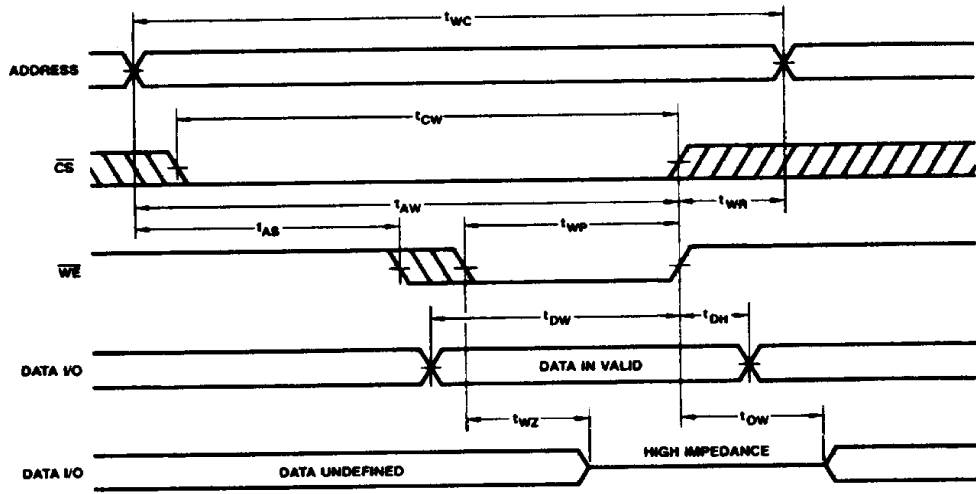 tWC
ADDRESS
tCW
CS
tAW
tWR
tAS
tWP
WE
tDW
tDH
DATA I/O
DATA IN VALID
tWZ
tOW
HIGH IMPEDANCE
DATA I/O
DATA UNDEFINED